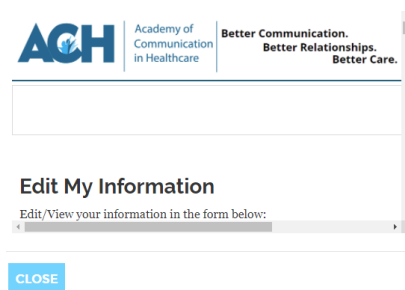 ACH
Academy of
Communication
in Healthcare
Better Communication.
Better Relationships.
Better Care.
Edit My Information
Edit/View your information in the form below:
CLOSE